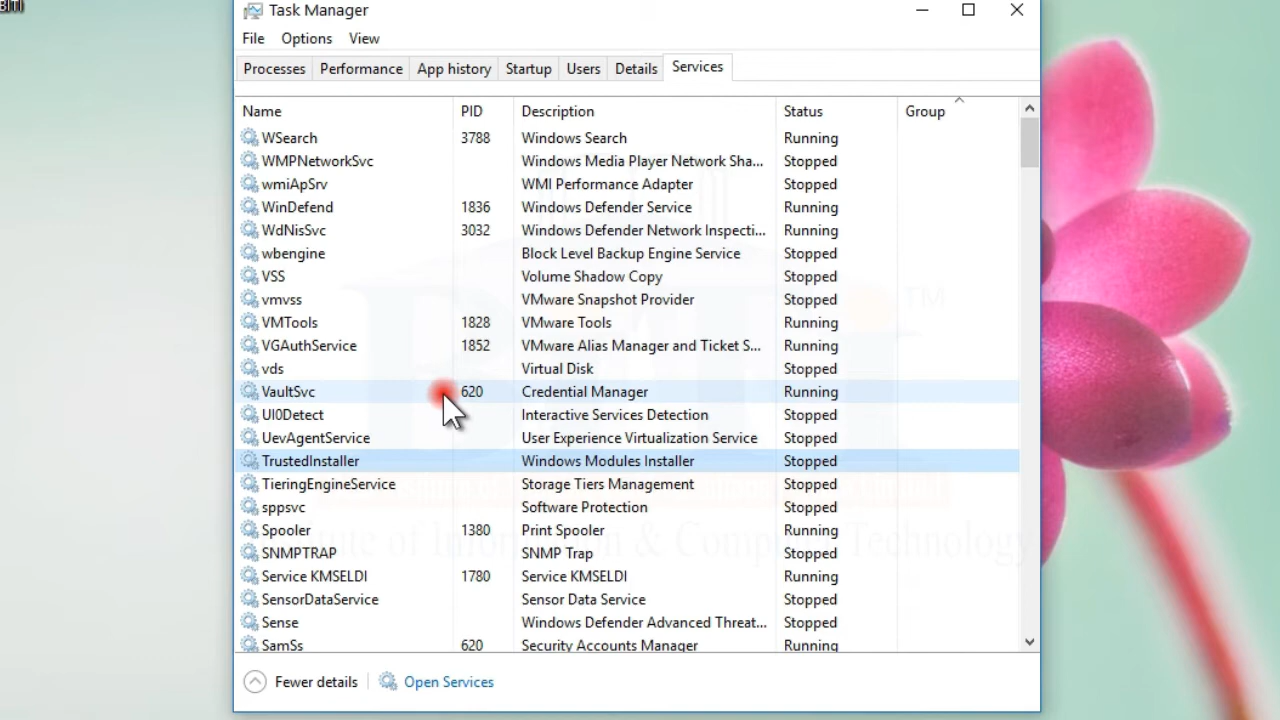 BITI
Task Manager
File Options View
Processes Performance App history Startup Users Details Services
Name PID Description Status Group
WSearch 3788 Windows Search Running
WMPNetworkSvc Windows Media Player Network Sha... Stopped
wmiApSrv WMI Performance Adapter Stopped
WinDefend 1836 Windows Defender Service Running
WdNisSvc 3032 Windows Defender Network Inspecti... Running
wbengine Block Level Backup Engine Service Stopped
VSS Volume Shadow Copy Stopped
vmvss VMware Snapshot Provider Stopped
VMTools 1828 VMware Tools Running
VGAuthService 1852 VMware Alias Manager and Ticket S... Running
vds Virtual Disk Stopped
VaultSvc 620 Credential Manager Running
UI0Detect Interactive Services Detection Stopped
UevAgentService User Experience Virtualization Service Stopped
TrustedInstaller Windows Modules Installer Stopped
TieringEngineService Storage Tiers Management Stopped
sppsvc Software Protection Stopped
Spooler 1380 Print Spooler Running
SNMPTRAP SNMP Trap Stopped
Service KMSELDI 1780 Service KMSELDI Running
SensorDataService Sensor Data Service Stopped
Sense Windows Defender Advanced Threat... Stopped
SamSs 620 Security Accounts Manager Running
Fewer details Open Services
TM
of Information & Computer Technology